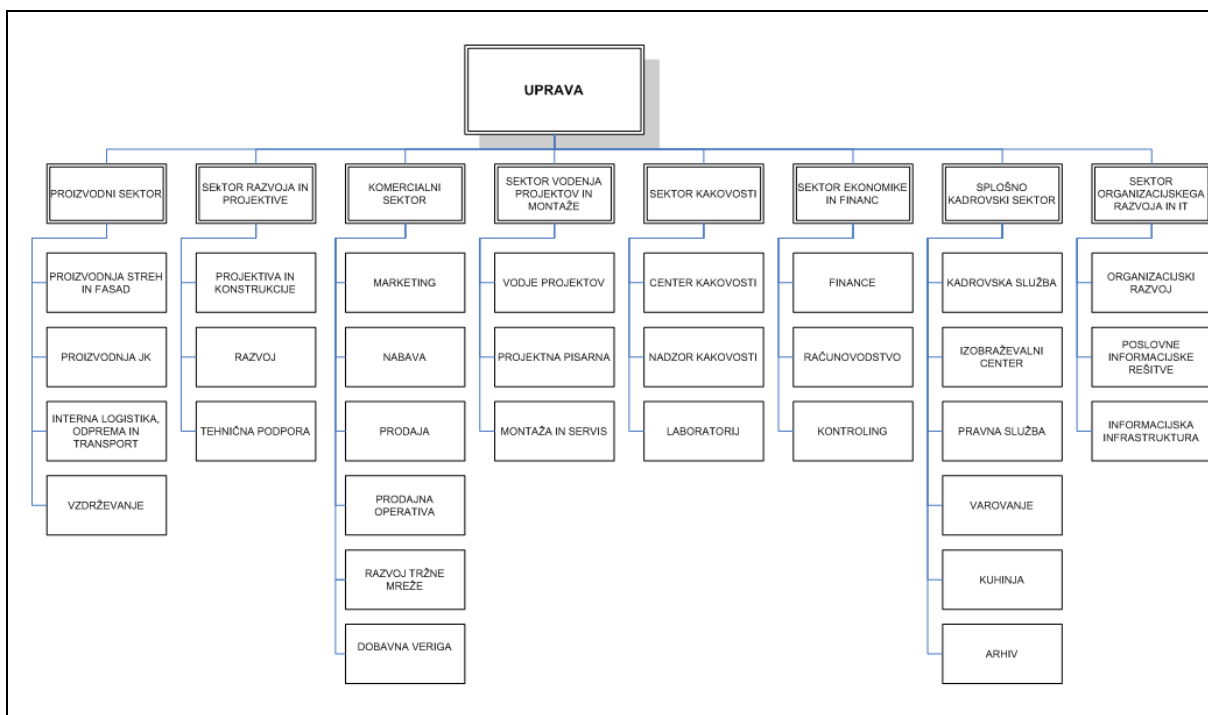 UPRAVA
PROIZVODNI SEKTOR
SEKTOR RAZVOJA IN
PROJEKTIVE
KOMERCIALNI
SEKTOR
SEKTOR VODENJA
PROJEKTOV IN
MONTAŽE
SEKTOR KAKOVOSTI
SEKTOR EKONOMIKE
IN FINANC
SPLOŠNO
KADROVSKI SEKTOR
SEKTOR
ORGANIZACIJSKEGA
RAZVOJA IN IT
PROIZVODNJA STREH
IN FASAD
PROIZVODNJA JK
INTERNA LOGISTIKA,
ODPREMA IN
TRANSPORT
VZDRŽEVANJE
PROJEKTIVA IN
KONSTRUKCIJE
RAZVOJ
TEHNIČNA PODPORA
MARKETING
NABAVA
PRODAJA
PRODAJNA
OPERATIVA
RAZVOJ TRŽNE
MREŽE
DOBAVNA VERIGA
VODJE PROJEKTOV
PROJEKTNA PISARNA
MONTAŽA IN SERVIS
CENTER KAKOVOSTI
NADZOR KAKOVOSTI
LABORATORIJ
FINANCE
RAČUNOVODSTVO
KONTROLING
KADROVSKA SLUŽBA
IZOBRAŽEVALNI
CENTER
PRAVNA SLUŽBA
VAROVANJE
KUHINJA
ARHIV
ORGANIZACIJSKI
RAZVOJ
POSLOVNE
INFORMACIJSKE
REŠITVE
INFORMACIJSKA
INFRASTRUKTURA